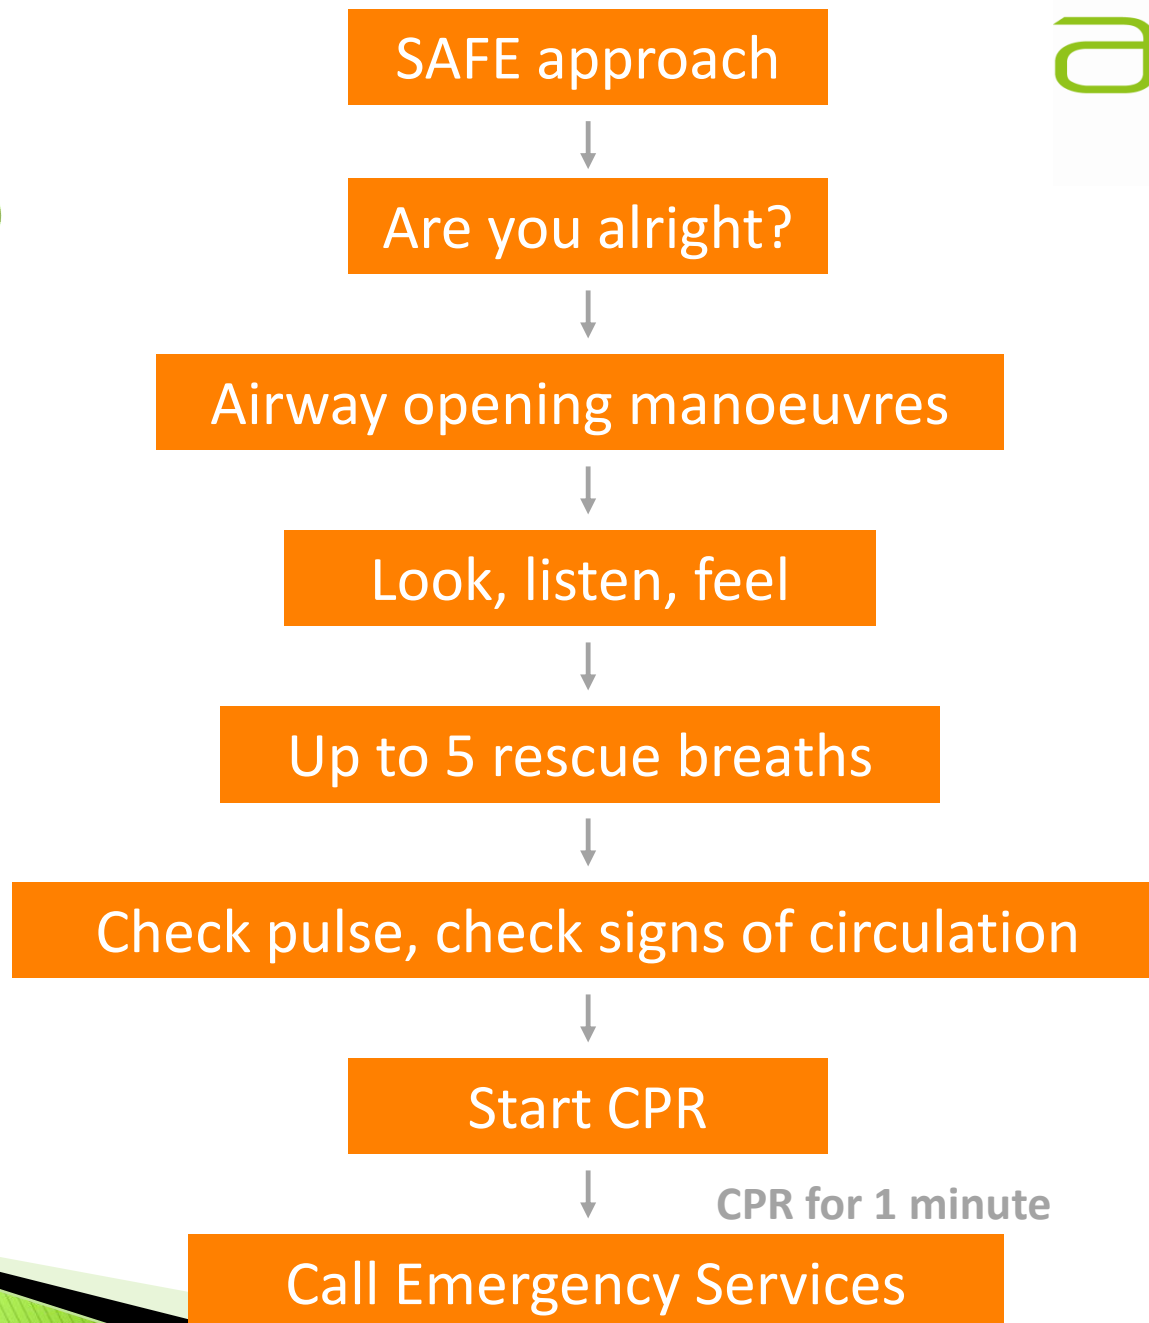 SAFE approach
Are you alright?
Airway opening manoeuvres
Look, listen, feel
Up to 5 rescue breaths
Check pulse, check signs of circulation
Start CPR
CPR for 1 minute
Call Emergency Services